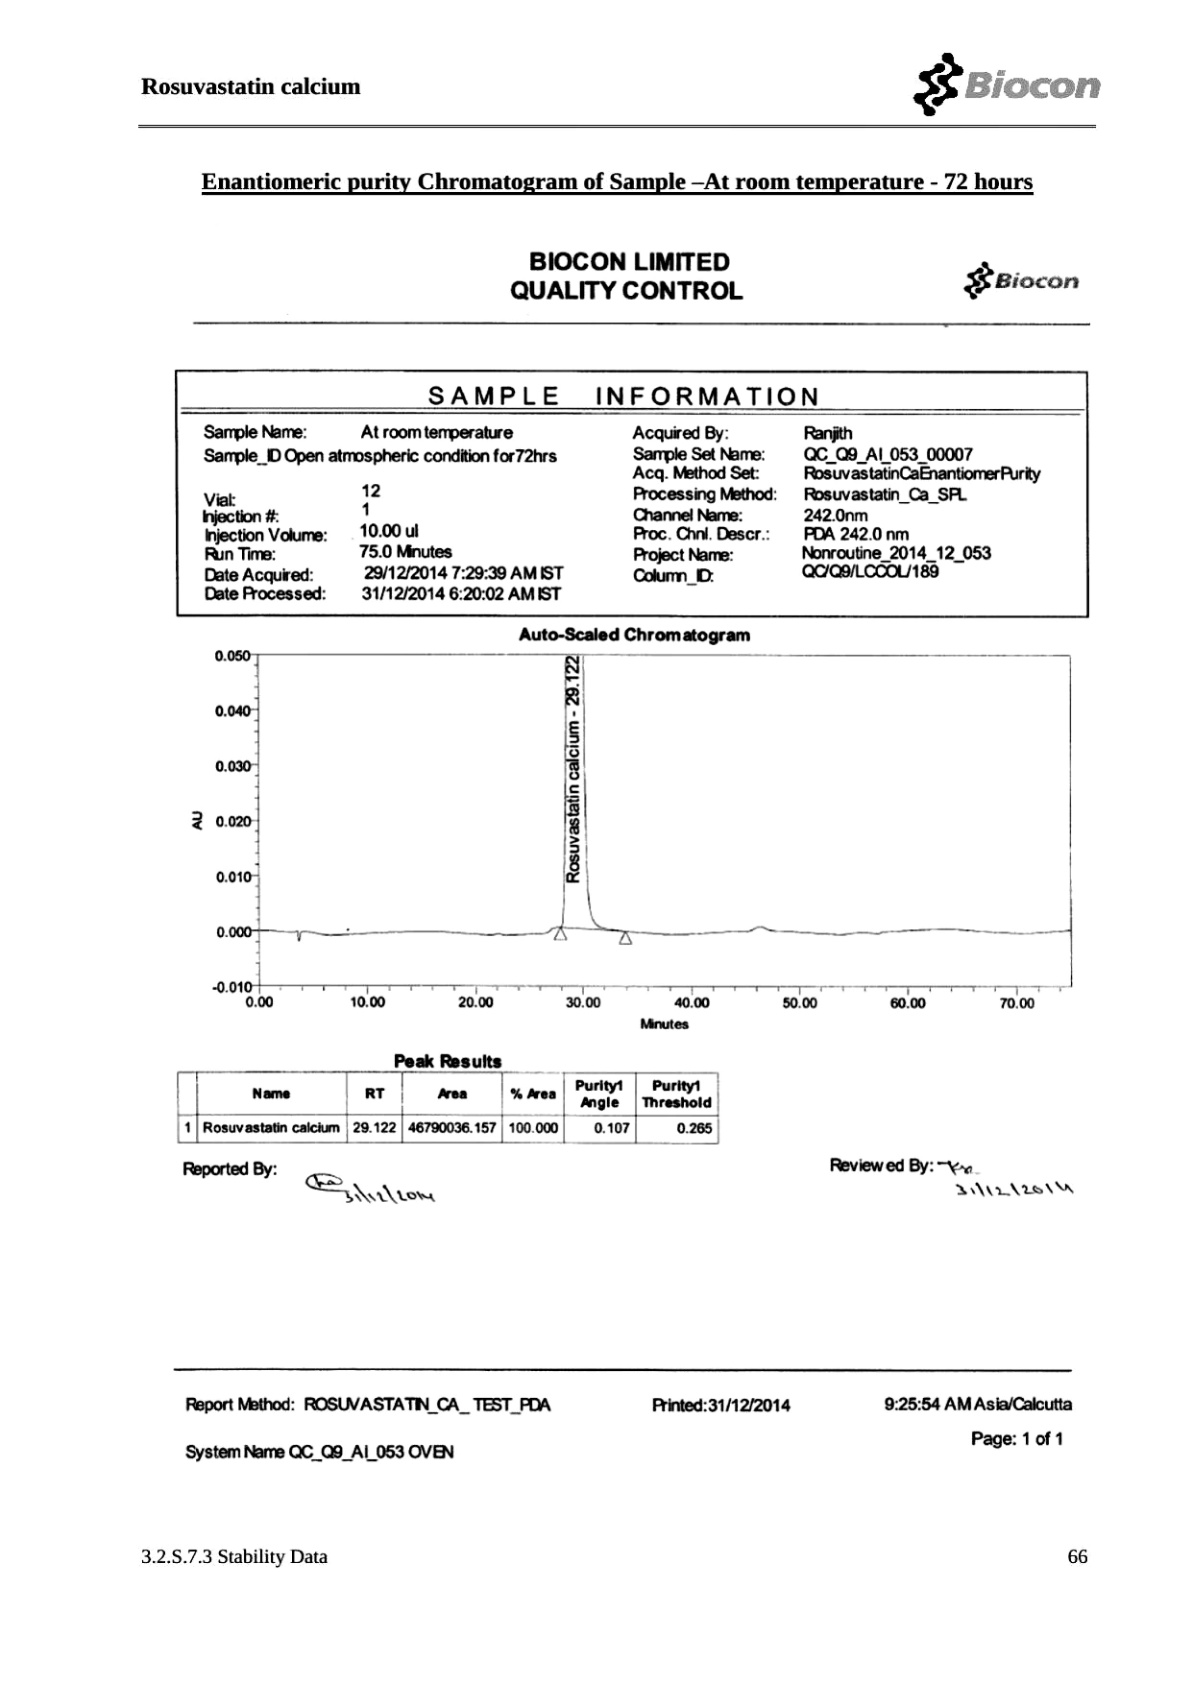 Rosuvastatin calcium
Biocon
Enantiomeric purity Chromatogram of Sample –At room temperature - 72 hours
BIOCON LIMITED
QUALITY CONTROL
Biocon
SAMPLE INFORMATION
Sample Name: At room temperature
Sample_ID Open atmospheric condition for72hrs
Vial: 12
Injection #: 1
Injection Volume: 10.00 ul
Run Time: 75.0 Minutes
Date Acquired: 29/12/2014 7:29:39 AM IST
Date Processed: 31/12/2014 6:20:02 AM IST
Acquired By: Ranjith
Sample Set Name: QC_Q9_AI_053_00007
Acq. Method Set: RosuvastatinCaEnantiomerPurity
Processing Method: Rosuvastatin_Ca_SPL
Channel Name: 242.0nm
Proc. Chnl. Descr.: PDA 242.0 nm
Project Name: Nonroutine_2014_12_053
Column_ID: QC/Q9/LCCOL/189
Auto-Scaled Chromatogram
0.050
0.040
0.030
0.020
0.010
0.000
-0.010
AU
Rosuvastatin calcium - 29.122
0.00 10.00 20.00 30.00 40.00 50.00 60.00 70.00
Minutes
Peak Results
Name RT Area % Area Purity1 Angle Purity1 Threshold
1 Rosuvastatin calcium 29.122 46790036.157 100.000 0.107 0.265
Reported By:
31/12/2014
Reviewed By:
31/12/2014
Report Method: ROSUVASTATIN_CA_ TEST_PDA Printed:31/12/2014 9:25:54 AM Asia/Calcutta
Page: 1 of 1
System Name QC_Q9_AI_053 OVEN
3.2.S.7.3 Stability Data 66